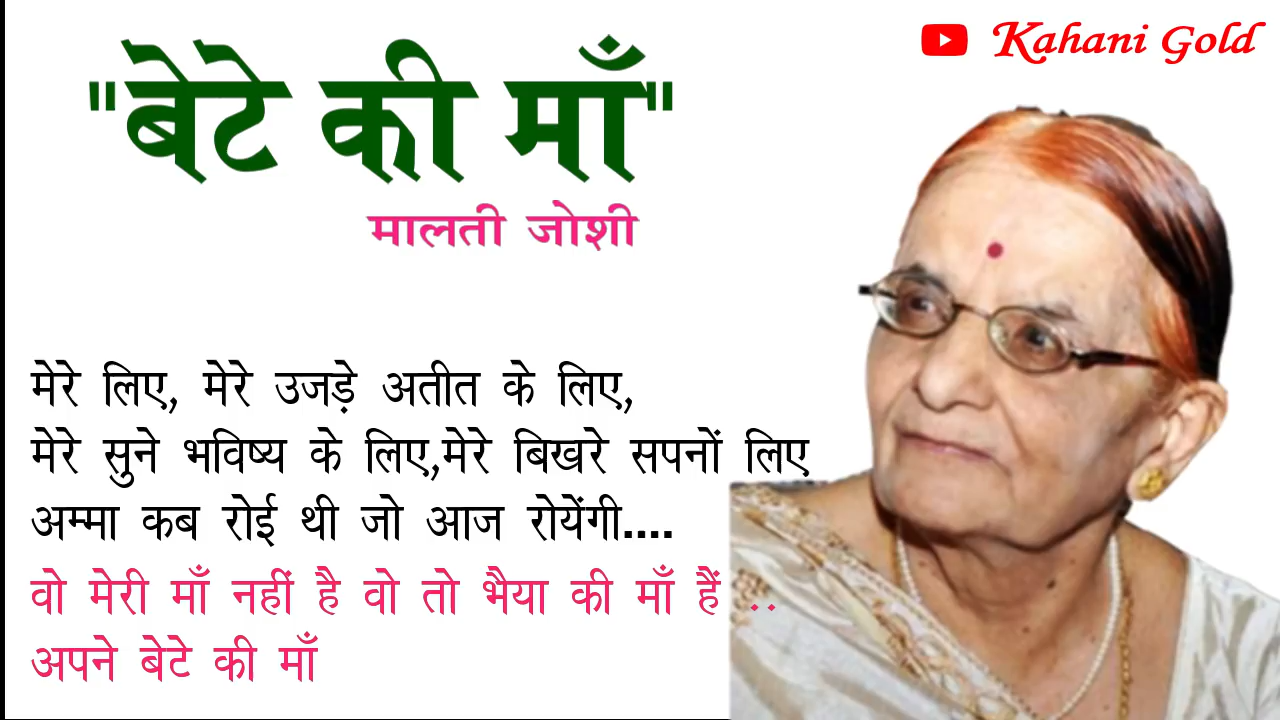 "बेटे की माँ"
Kahani Gold
मालती जोशी
मेरे लिए, मेरे उजड़े अतीत के लिए,
मेरे सुने भविष्य के लिए,मेरे बिखरे सपनों लिए
अम्मा कब रोई थी जो आज रोयेंगी....
वो मेरी माँ नहीं है वो तो भैया की माँ हैं ..
अपने बेटे की माँ